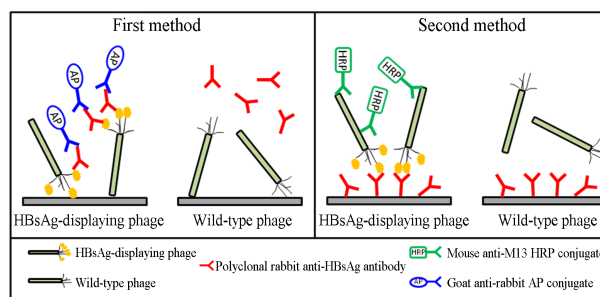 First method
Second method
AP
AP
AP
HRP
HRP
HRP
HBsAg-displaying phage
Wild-type phage
HBsAg-displaying phage
Wild-type phage
HBsAg-displaying phage
Wild-type phage
Polyclonal rabbit anti-HBsAg antibody
HRP
Mouse anti-M13 HRP conjugate
AP
Goat anti-rabbit AP conjugate